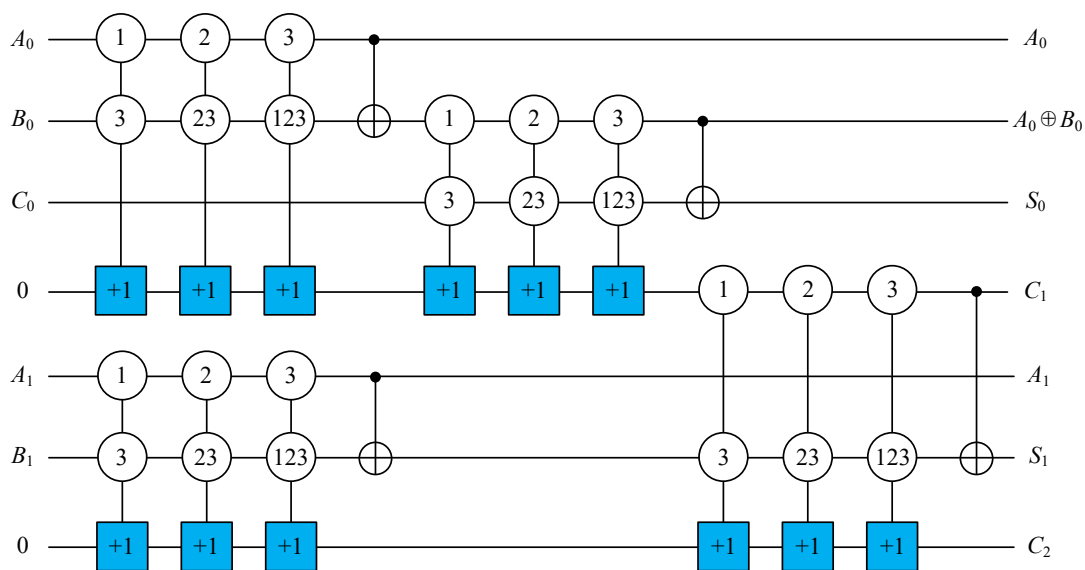 A₀ 1 2 3 A₀
B₀ 3 23 123 1 2 3 A₀⊕B₀
C₀ 3 23 123 S₀
0 +1 +1 +1 +1 +1 +1 1 2 3 C₁
A₁ 1 2 3 A₁
B₁ 3 23 123 3 23 123 S₁
0 +1 +1 +1 +1 +1 +1 C₂